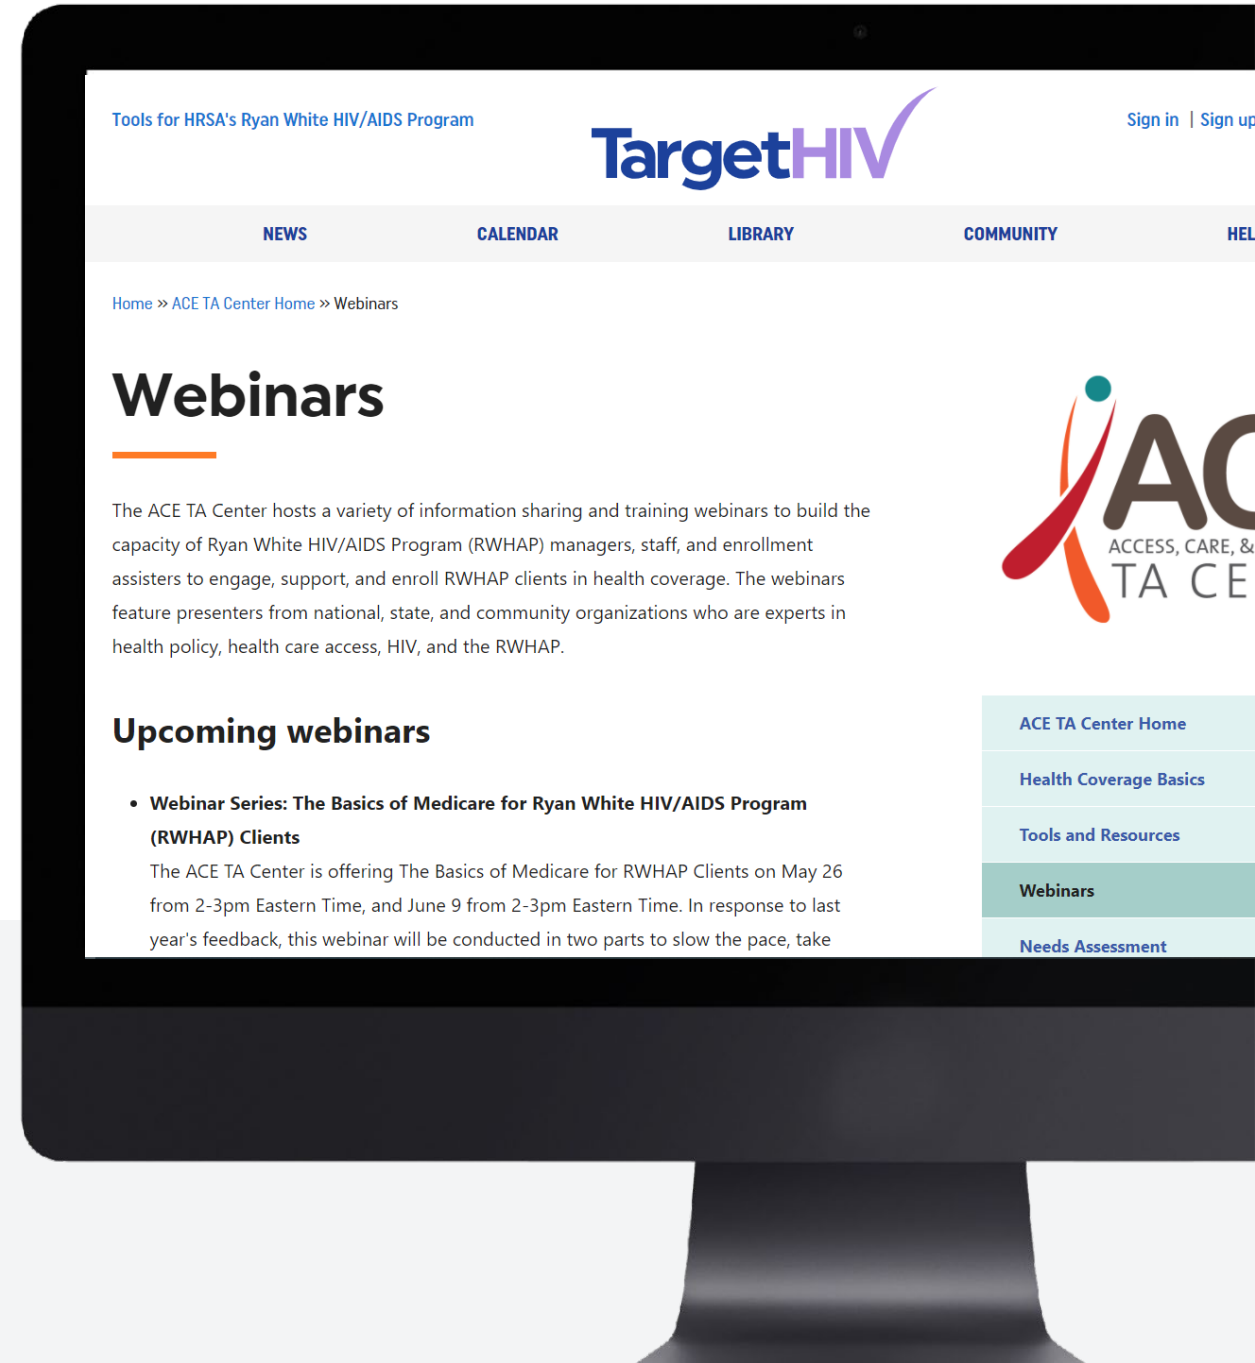 Tools for HRSA's Ryan White HIV/AIDS Program
TargetHIV
Sign in | Sign up
NEWS
CALENDAR
LIBRARY
COMMUNITY
HEL
Home » ACE TA Center Home » Webinars
Webinars
The ACE TA Center hosts a variety of information sharing and training webinars to build the
capacity of Ryan White HIV/AIDS Program (RWHAP) managers, staff, and enrollment
assisters to engage, support, and enroll RWHAP clients in health coverage. The webinars
feature presenters from national, state, and community organizations who are experts in
health policy, health care access, HIV, and the RWHAP.
AC
ACCESS, CARE, &
TA CE
Upcoming webinars
• Webinar Series: The Basics of Medicare for Ryan White HIV/AIDS Program
(RWHAP) Clients
The ACE TA Center is offering The Basics of Medicare for RWHAP Clients on May 26
from 2-3pm Eastern Time, and June 9 from 2-3pm Eastern Time. In response to last
year's feedback, this webinar will be conducted in two parts to slow the pace, take
ACE TA Center Home
Health Coverage Basics
Tools and Resources
Webinars
Needs Assessment